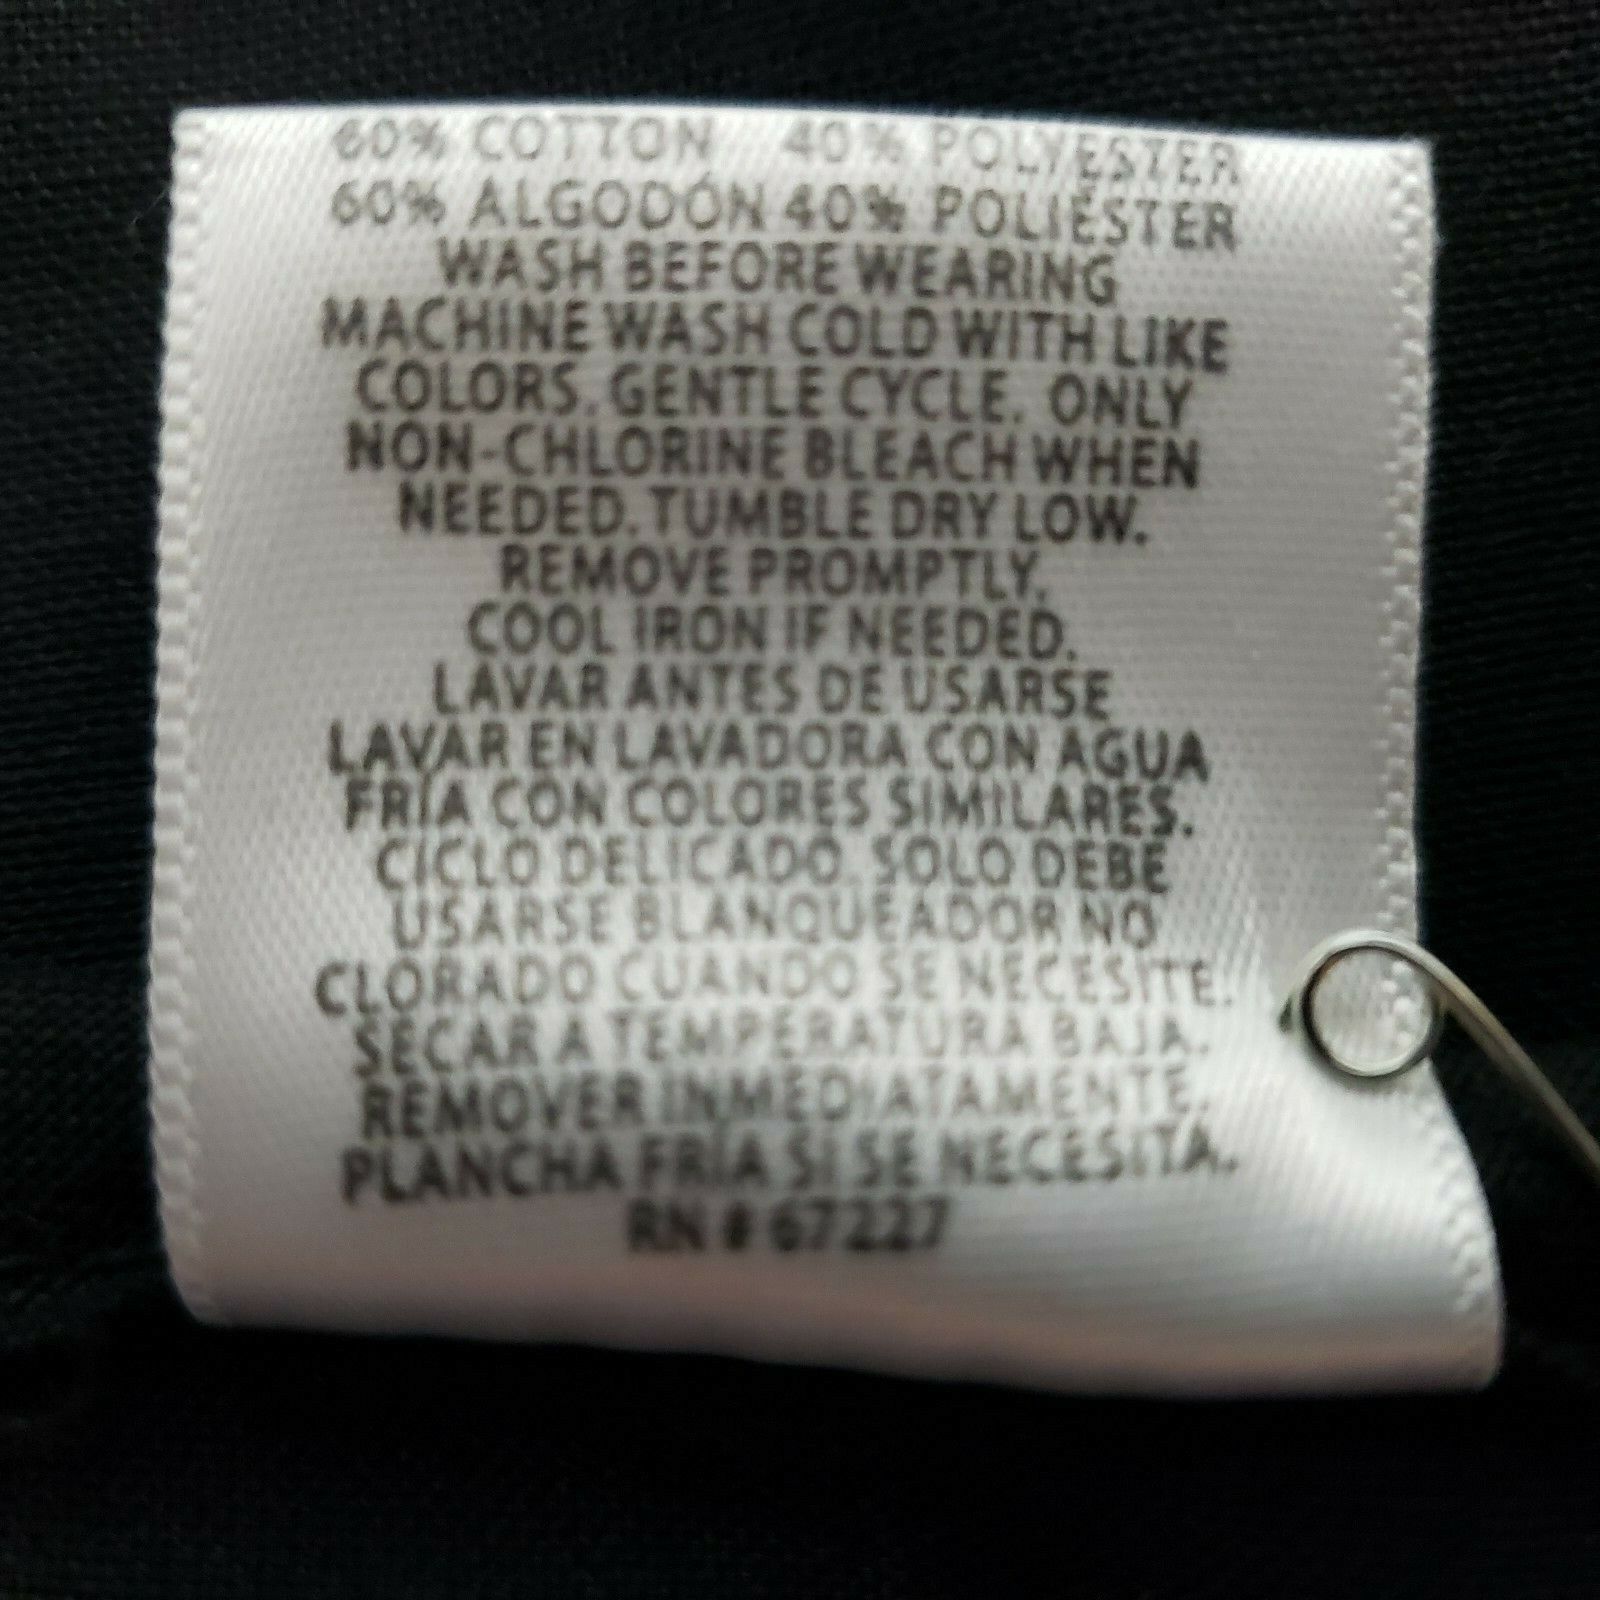 60% COTTON 40% POLYESTER
60% ALGODÓN 40% POLIÉSTER
WASH BEFORE WEARING
MACHINE WASH COLD WITH LIKE
COLORS. GENTLE CYCLE. ONLY
NON-CHLORINE BLEACH WHEN
NEEDED. TUMBLE DRY LOW.
REMOVE PROMPTLY.
COOL IRON IF NEEDED.
LAVAR ANTES DE USARSE
LAVAR EN LAVADORA CON AGUA
FRÍA CON COLORES SIMILARES.
CICLO DELICADO. SOLO DEBE
USARSE BLANQUEADOR NO
CLORADO CUANDO SE NECESITE.
SECAR A TEMPERATURA BAJA.
REMOVER INMEDIATAMENTE.
PLANCHA FRÍA SI SE NECESITA.
RN # 67227